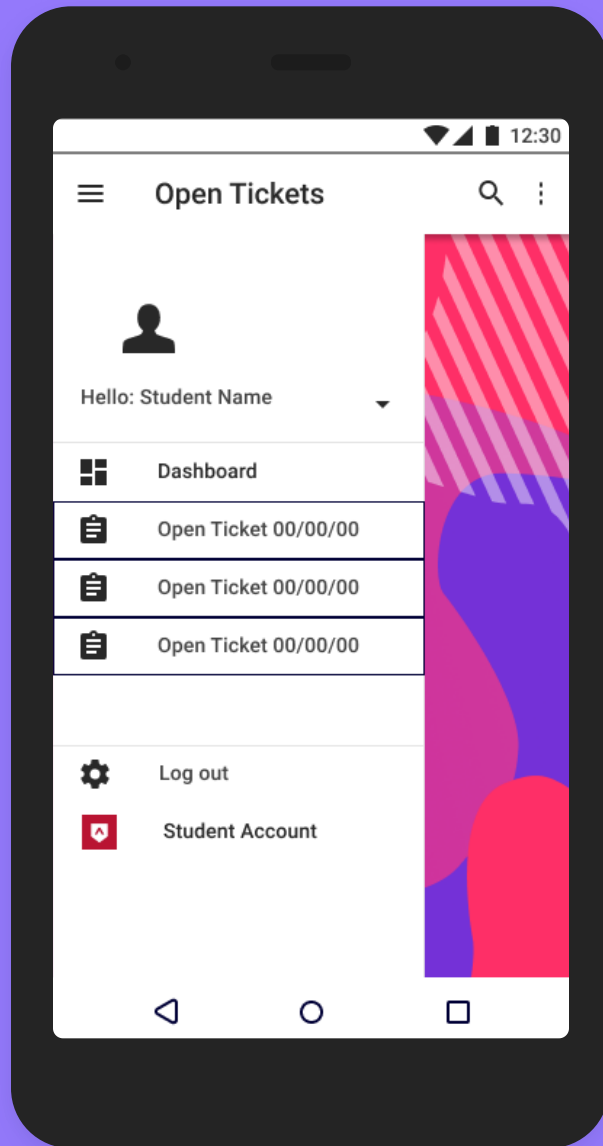 12:30
Open Tickets
Hello: Student Name
Dashboard
Open Ticket 00/00/00
Open Ticket 00/00/00
Open Ticket 00/00/00
Log out
Student Account